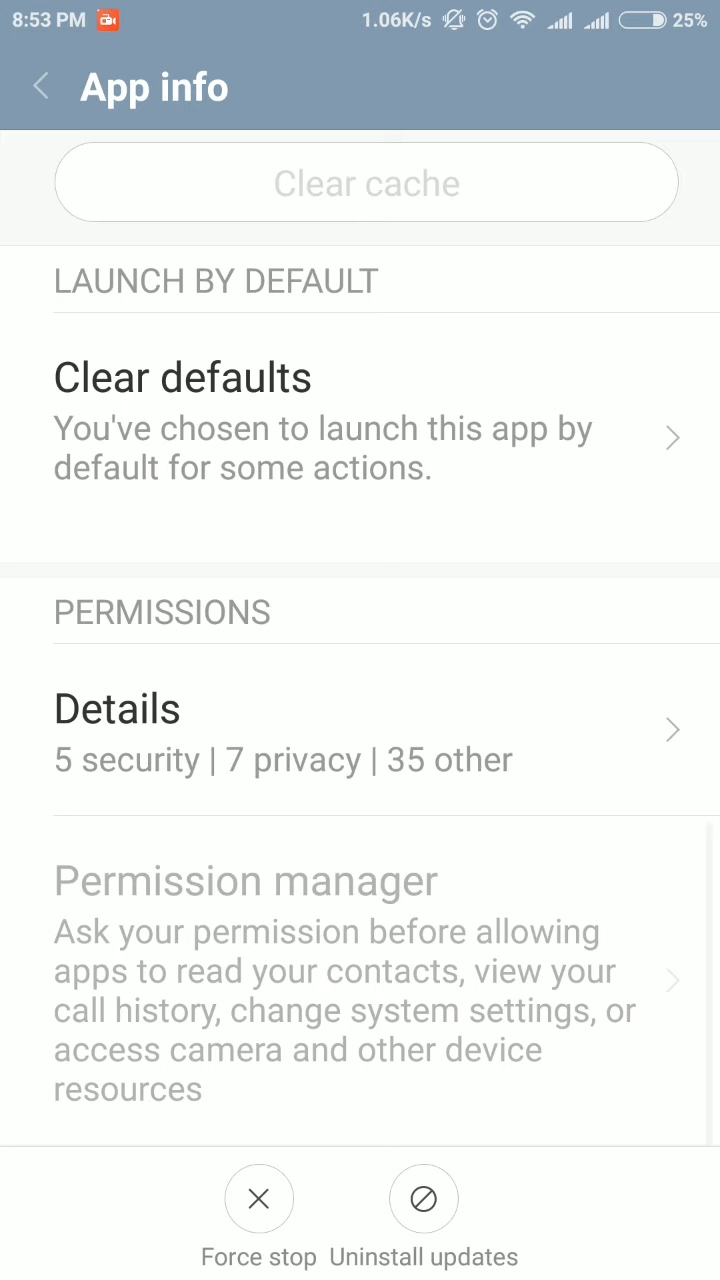 8:53 PM 1.06K/s 25%
App info
Clear cache
LAUNCH BY DEFAULT
Clear defaults
You've chosen to launch this app by
default for some actions.
PERMISSIONS
Details
5 security | 7 privacy | 35 other
Permission manager
Ask your permission before allowing
apps to read your contacts, view your
call history, change system settings, or
access camera and other device
resources
Force stop Uninstall updates